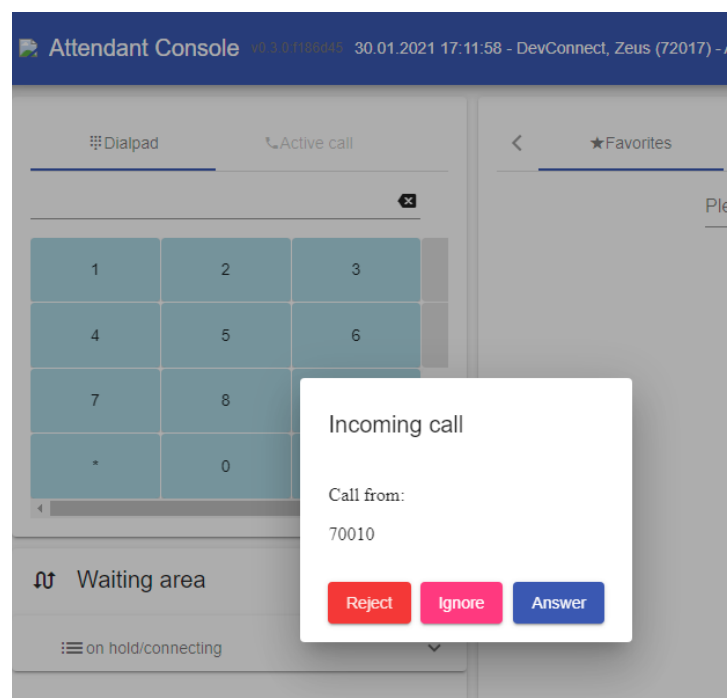 Attendant Console v0.3.0:f186d45 30.01.2021 17:11:58 - DevConnect, Zeus (72017) -
Dialpad Active call Favorites
Ple
1 2 3
4 5 6
7 8
* 0
Incoming call
Call from:
70010
Reject Ignore Answer
Waiting area
on hold/connecting